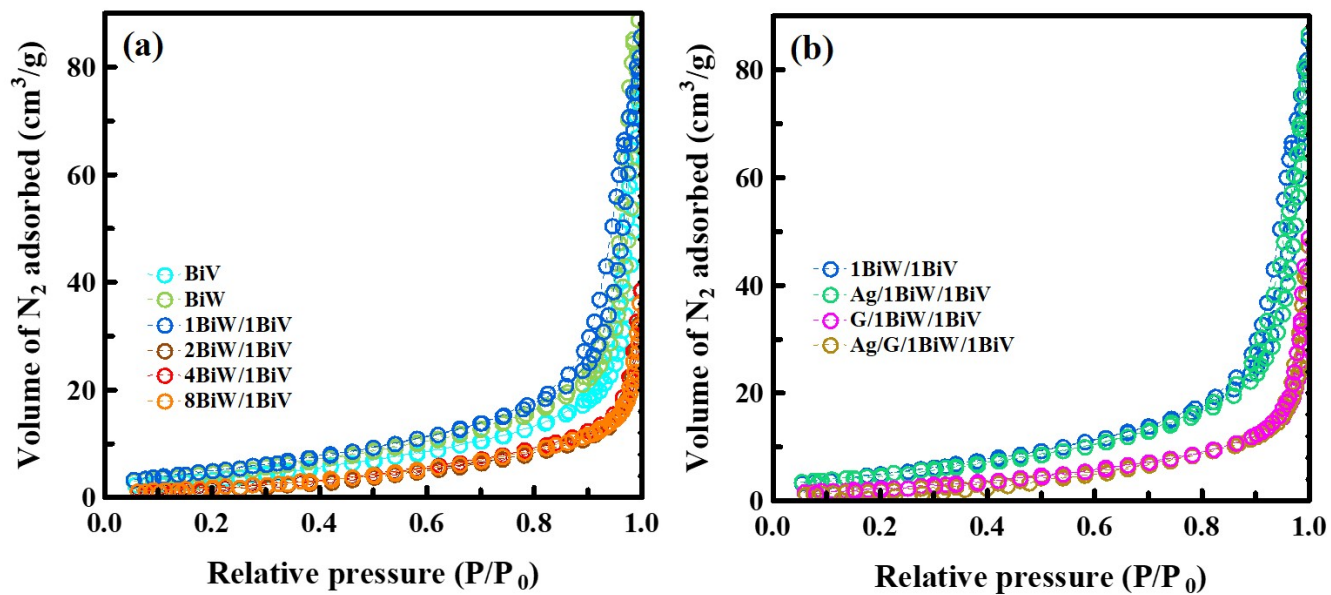 (a)
Volume of N₂ adsorbed (cm³/g)
80
60
40
20
0
BiV
BiW
1BiW/1BiV
2BiW/1BiV
4BiW/1BiV
8BiW/1BiV
0.0 0.2 0.4 0.6 0.8 1.0
Relative pressure (P/P₀)
(b)
Volume of N₂ adsorbed (cm³/g)
80
60
40
20
0
1BiW/1BiV
Ag/1BiW/1BiV
G/1BiW/1BiV
Ag/G/1BiW/1BiV
0.0 0.2 0.4 0.6 0.8 1.0
Relative pressure (P/P₀)